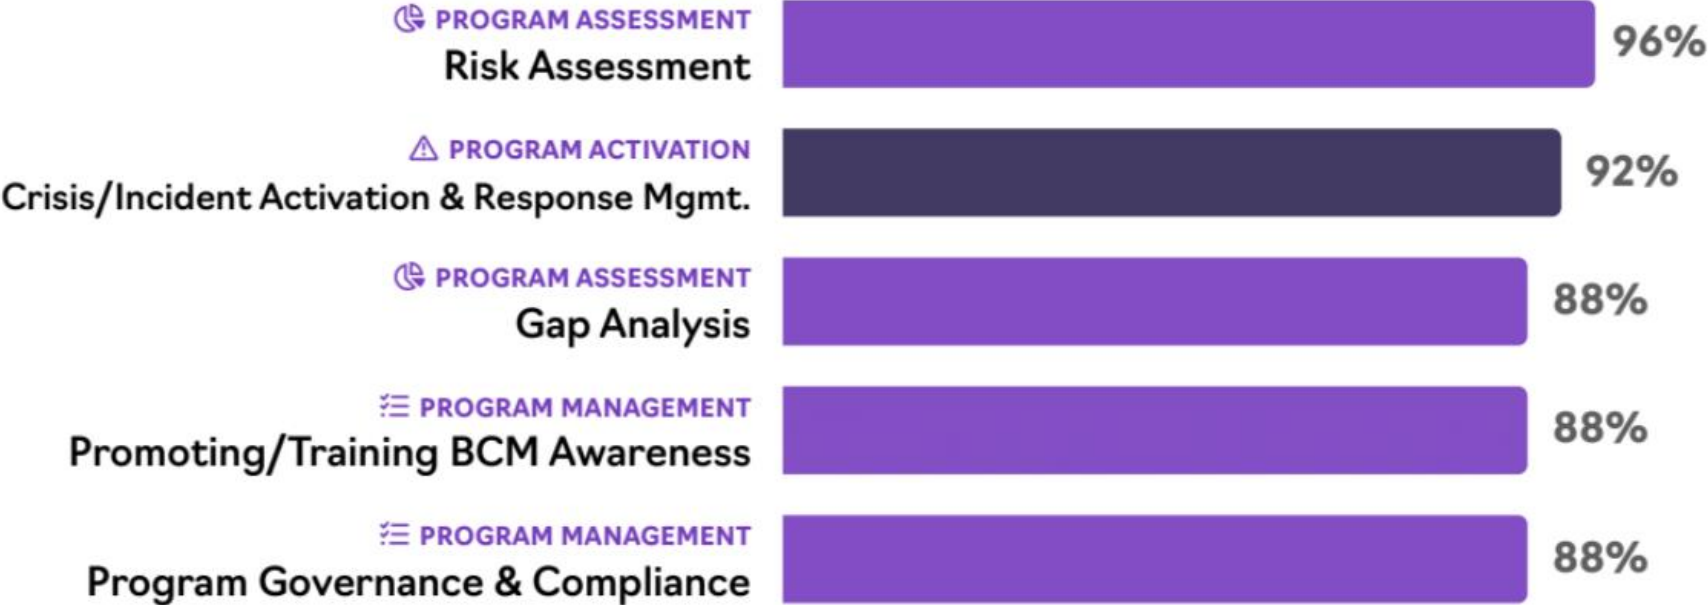 PROGRAM ASSESSMENT
Risk Assessment
96%
PROGRAM ACTIVATION
Crisis/Incident Activation & Response Mgmt.
92%
PROGRAM ASSESSMENT
Gap Analysis
88%
PROGRAM MANAGEMENT
Promoting/Training BCM Awareness
88%
PROGRAM MANAGEMENT
Program Governance & Compliance
88%